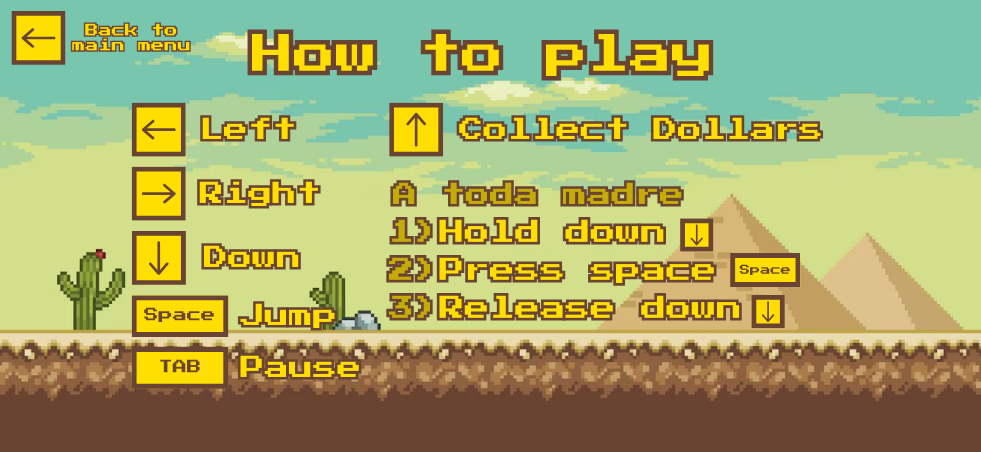 Back to
main menu
How to play
← Left
→ Right
↓ Down
Space Jump
TAB Pause
↑ Collect Dollars
A toda madre
1)Hold down ↓
2)Press space Space
3)Release down ↓